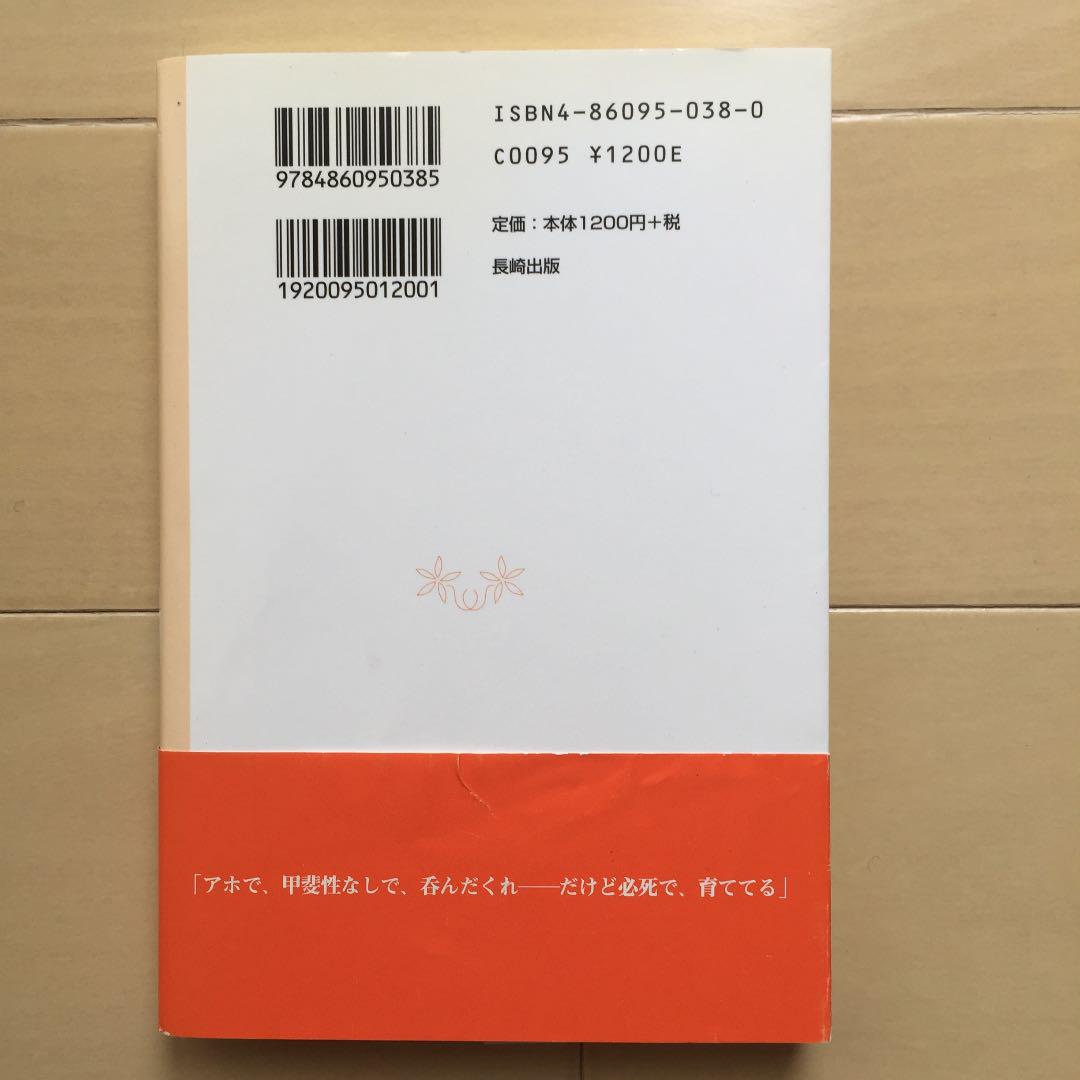 ISBN4-86095-038-0
C0095 ¥1200E
9784860950385
定価：本体1200円+税
長崎出版
1920095012001
「アホで、甲斐性なしで、呑んだくれ――だけど必死で、育ててる」